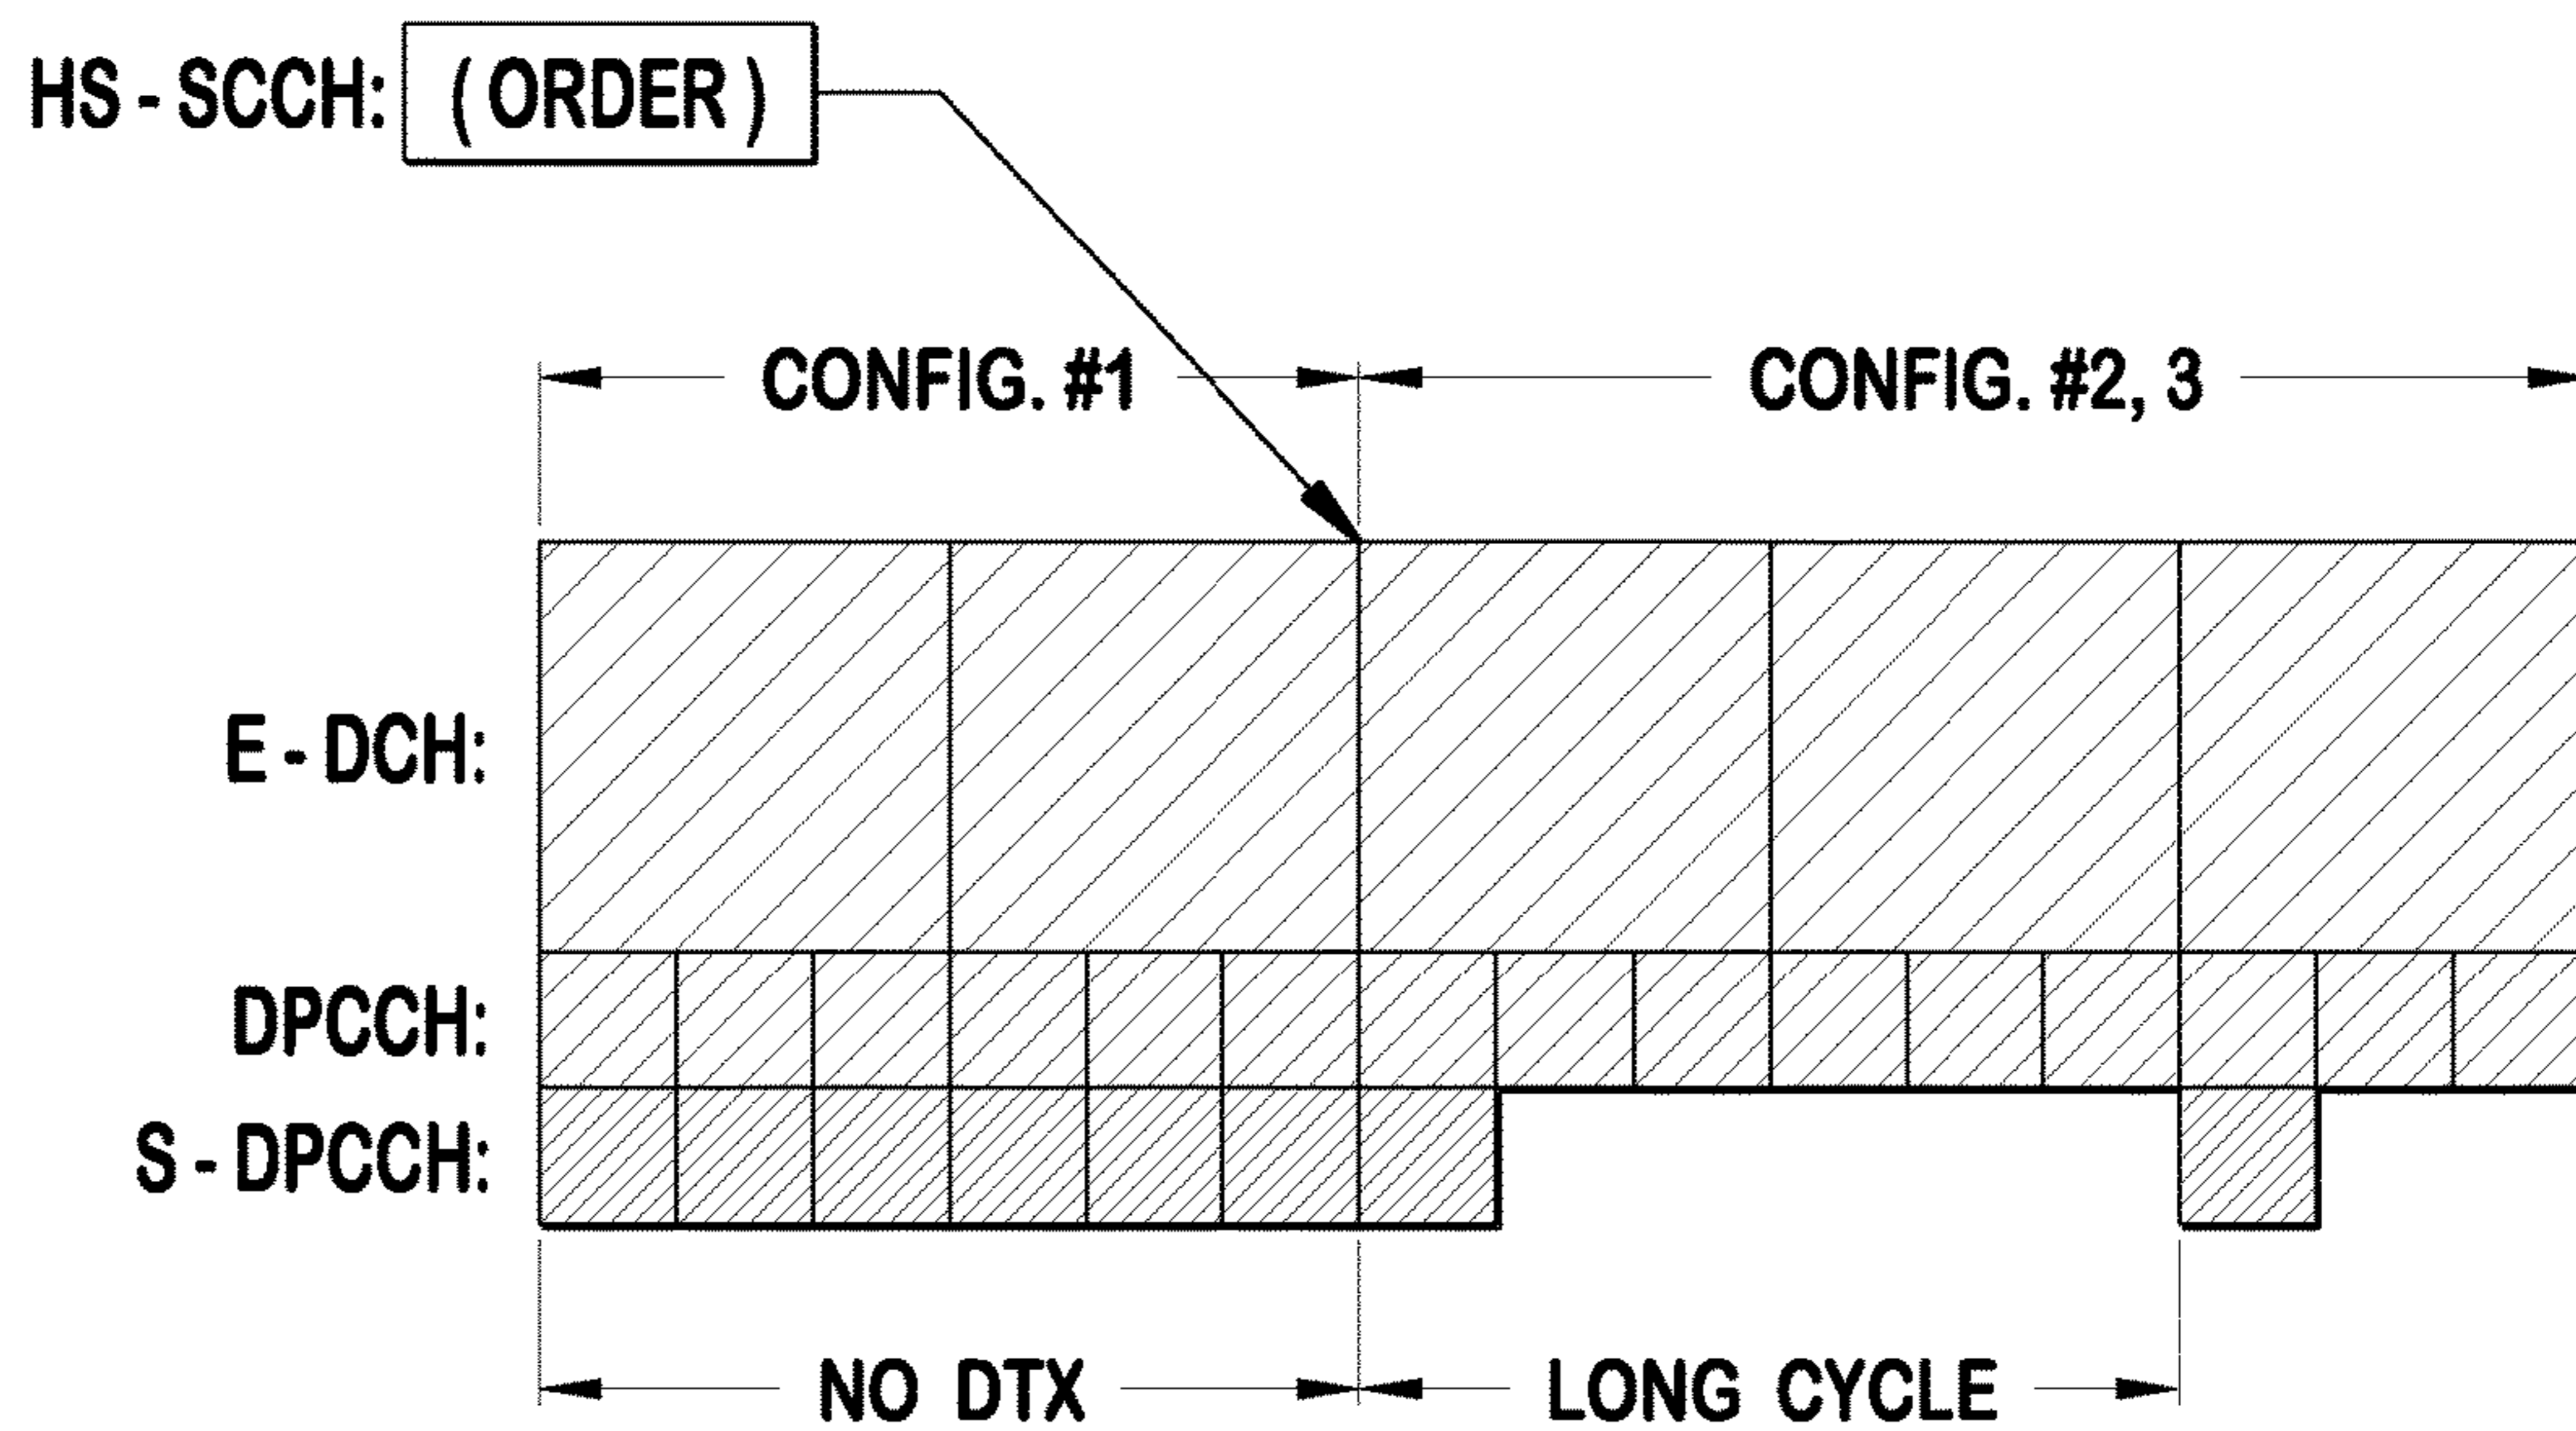 HS - SCCH: ( ORDER )
CONFIG. #1 CONFIG. #2, 3
E - DCH:
DPCCH:
S - DPCCH:
NO DTX LONG CYCLE